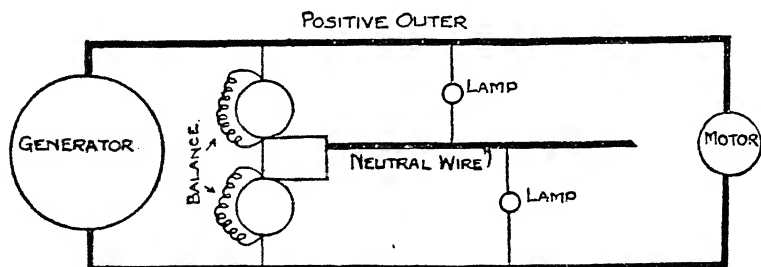 POSITIVE OUTER
LAMP
GENERATOR.
BALANCE.
NEUTRAL WIRE
MOTOR
LAMP